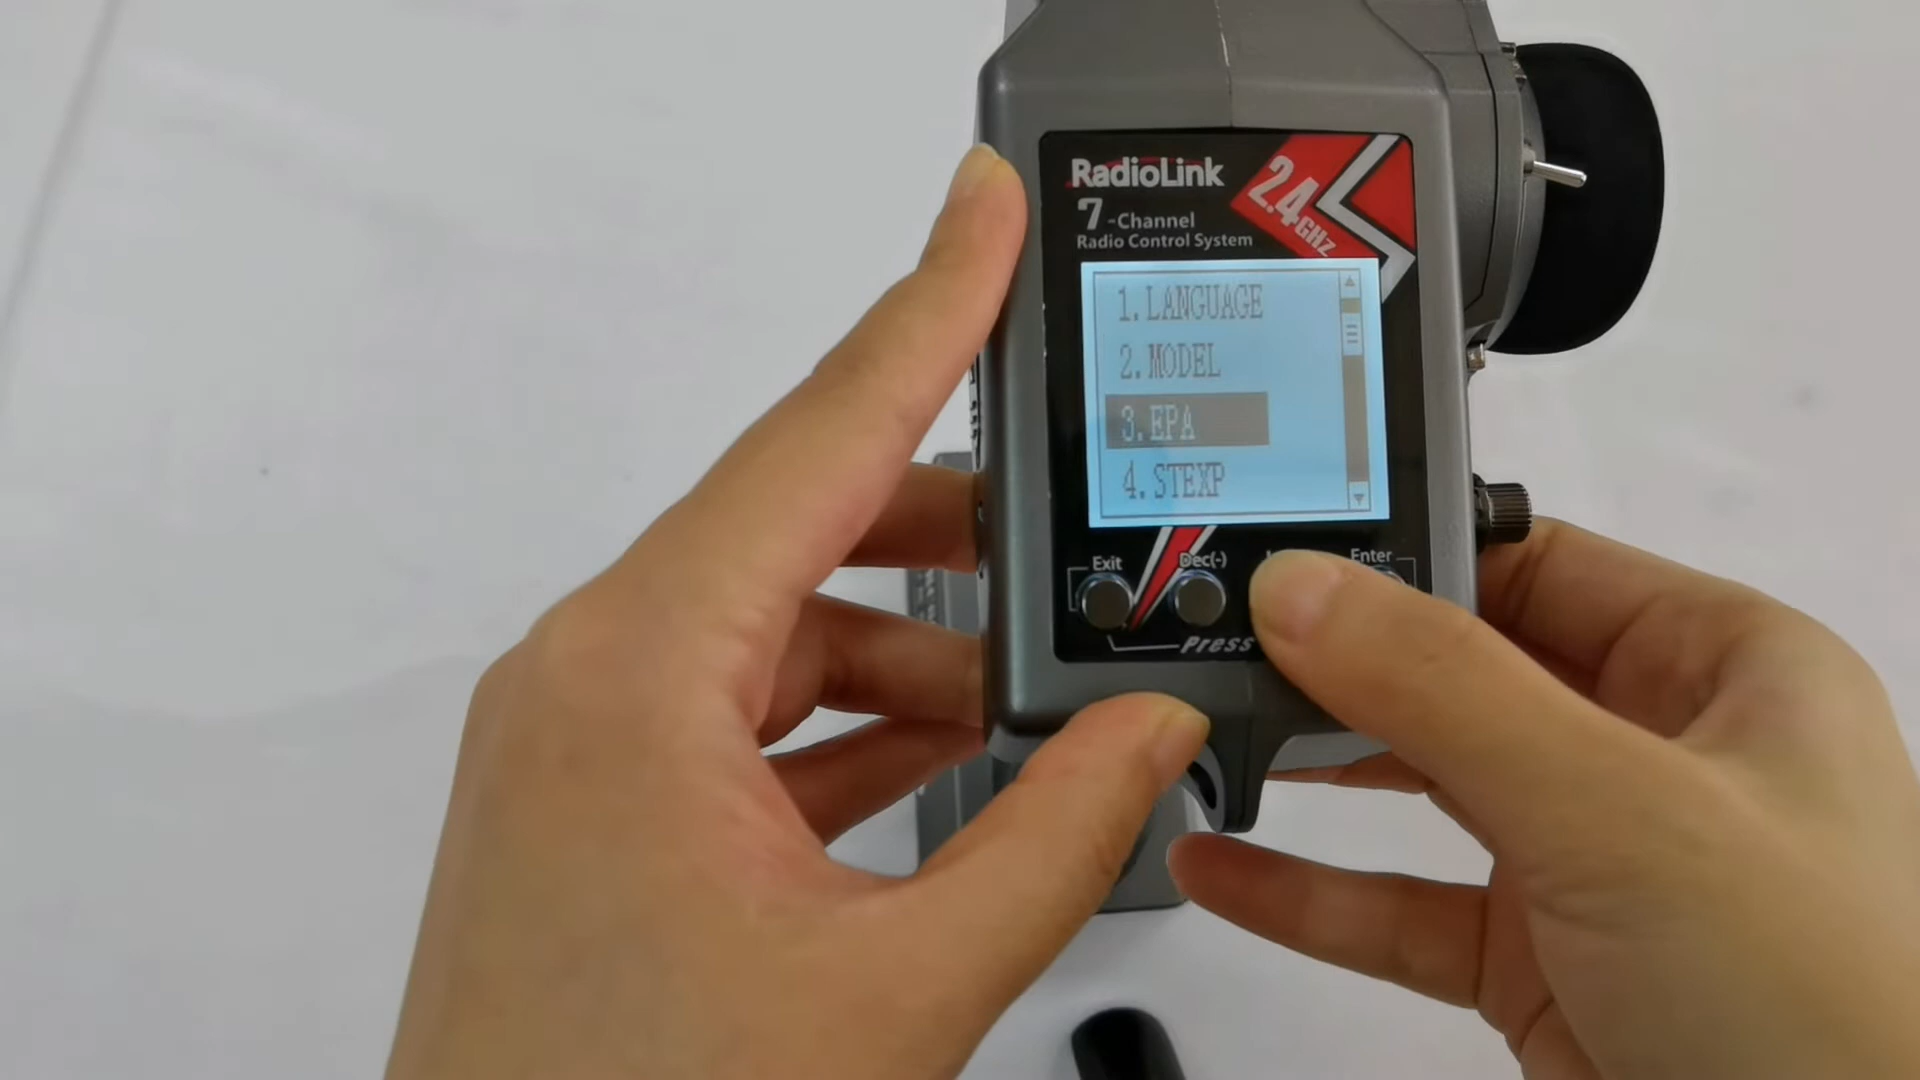 RadioLink
7-Channel
Radio Control System
2.4GHz
1.LANGUAGE
2.MODEL
3.EPA
4.STEXP
Exit Dec(-) Enter
Press